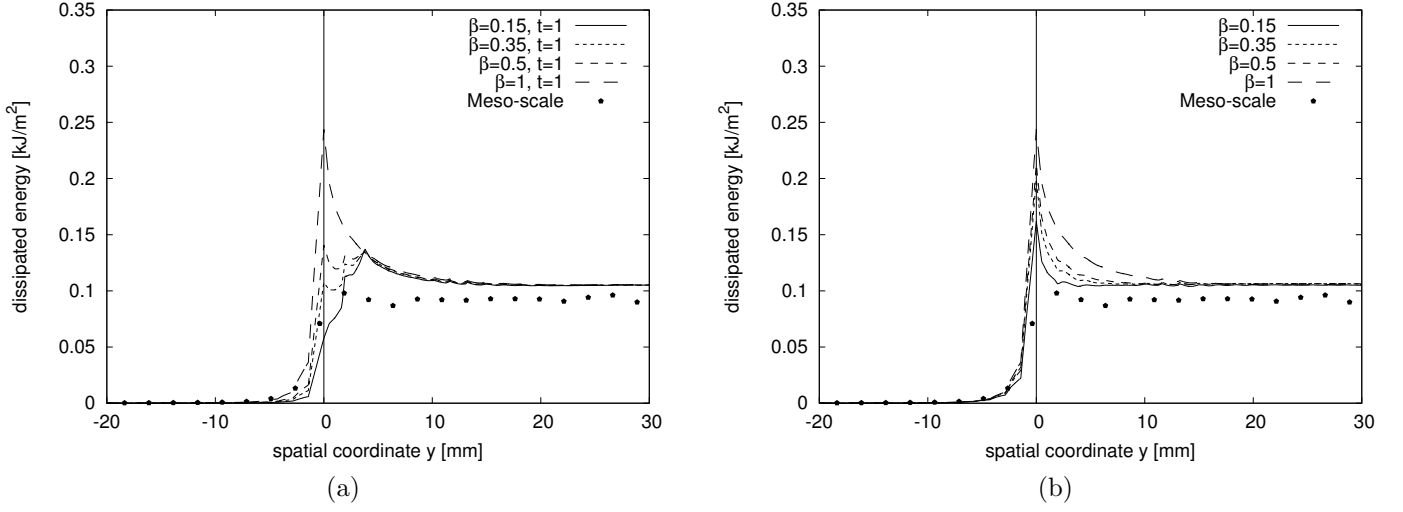 0.35
0.3
0.25
0.2
0.15
0.1
0.05
0
dissipated energy [kJ/m²]
β=0.15, t=1
β=0.35, t=1
β=0.5, t=1
β=1, t=1
Meso-scale
-20 -10 0 10 20 30
spatial coordinate y [mm]
(a)
0.35
0.3
0.25
0.2
0.15
0.1
0.05
0
dissipated energy [kJ/m²]
β=0.15
β=0.35
β=0.5
β=1
Meso-scale
-20 -10 0 10 20 30
spatial coordinate y [mm]
(b)